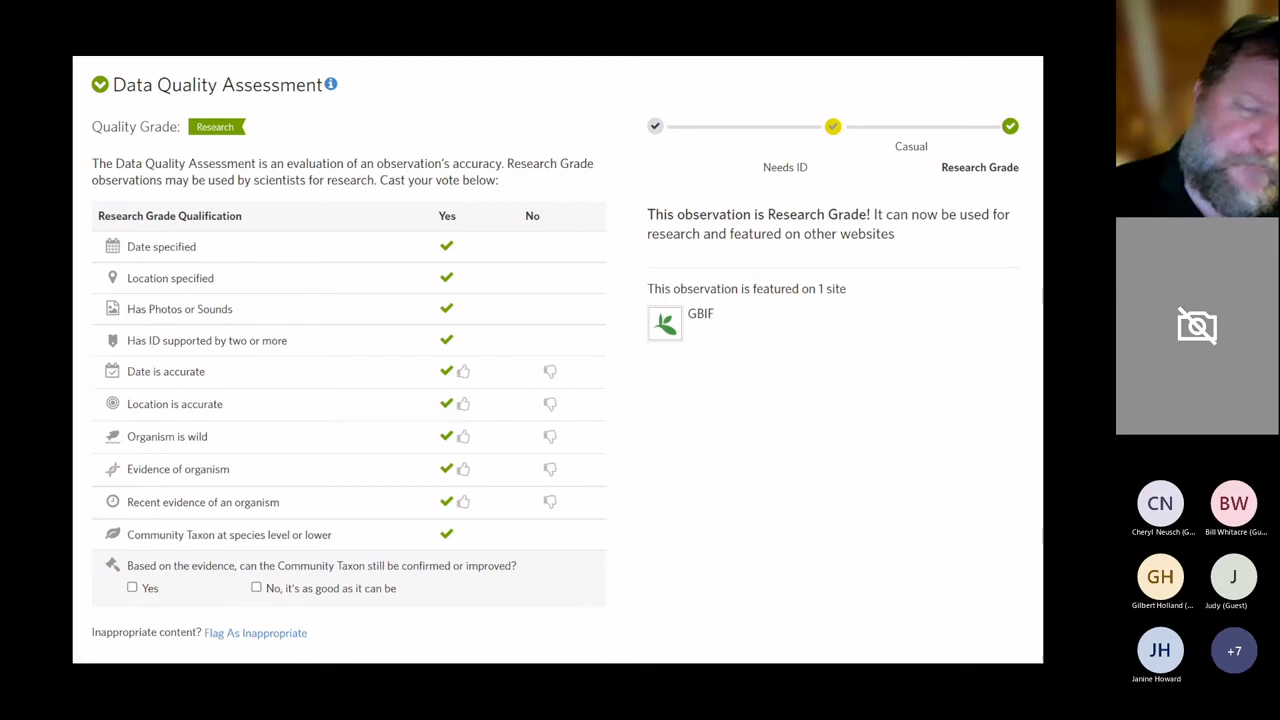 Data Quality Assessment
Quality Grade: Research
The Data Quality Assessment is an evaluation of an observation's accuracy. Research Grade
observations may be used by scientists for research. Cast your vote below:
Research Grade Qualification Yes No
Date specified
Location specified
Has Photos or Sounds
Has ID supported by two or more
Date is accurate
Location is accurate
Organism is wild
Evidence of organism
Recent evidence of an organism
Community Taxon at species level or lower
Based on the evidence, can the Community Taxon still be confirmed or improved?
Yes No, it's as good as it can be
Inappropriate content? Flag As Inappropriate
Casual
Needs ID Research Grade
This observation is Research Grade! It can now be used for
research and featured on other websites
This observation is featured on 1 site
GBIF
CN BW
Cheryl Neusch (G... Bill Whitacre (Gu...
GH J
Gilbert Holland (... Judy (Guest)
JH +7
Janine Howard